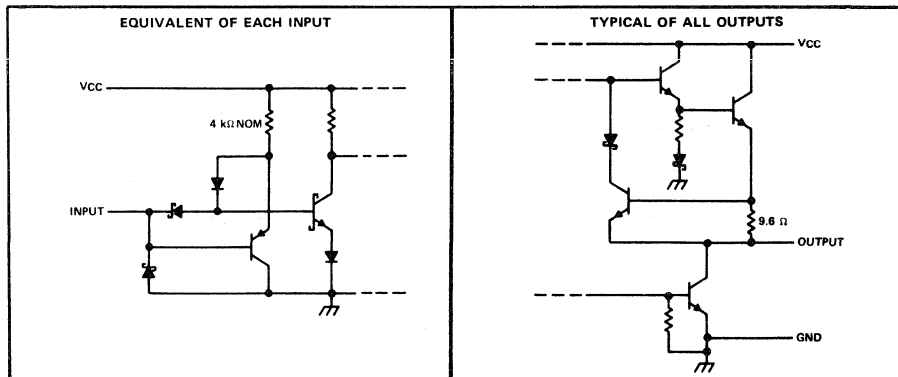 EQUIVALENT OF EACH INPUT
VCC
4 kΩ NOM
INPUT
TYPICAL OF ALL OUTPUTS
VCC
9.6 Ω
OUTPUT
GND